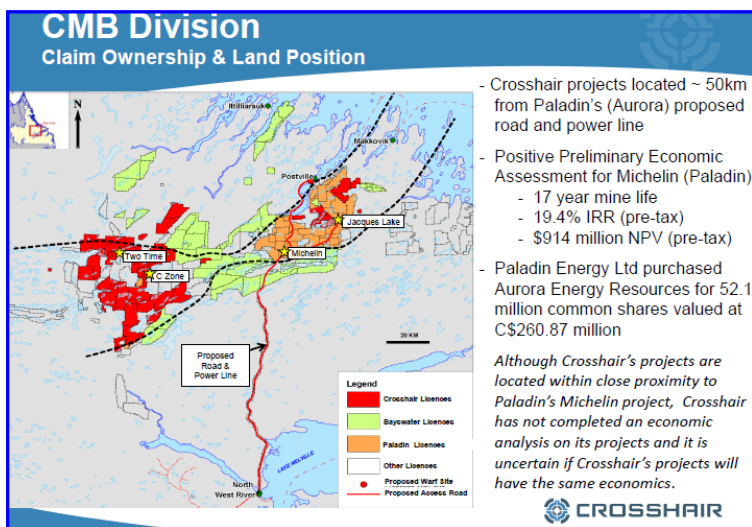 CMB Division
Claim Ownership & Land Position
N
Ittiliarsuk
Makkovik
Postville
Jacques Lake
Two Time
Michelin
C Zone
20 KM
Proposed
Road &
Power Line
Legend
Crosshair Licences
Bayswater Licences
Paladin Licences
Other Licences
Proposed Warf Site
Proposed Access Road
LAKE MELVILLE
North
West River
- Crosshair projects located ~ 50km
from Paladin's (Aurora) proposed
road and power line
- Positive Preliminary Economic
Assessment for Michelin (Paladin)
- 17 year mine life
- 19.4% IRR (pre-tax)
- $914 million NPV (pre-tax)
- Paladin Energy Ltd purchased
Aurora Energy Resources for 52.1
million common shares valued at
C$260.87 million
Although Crosshair's projects are
located within close proximity to
Paladin's Michelin project, Crosshair
has not completed an economic
analysis on its projects and it is
uncertain if Crosshair's projects will
have the same economics.
CROSSHAIR